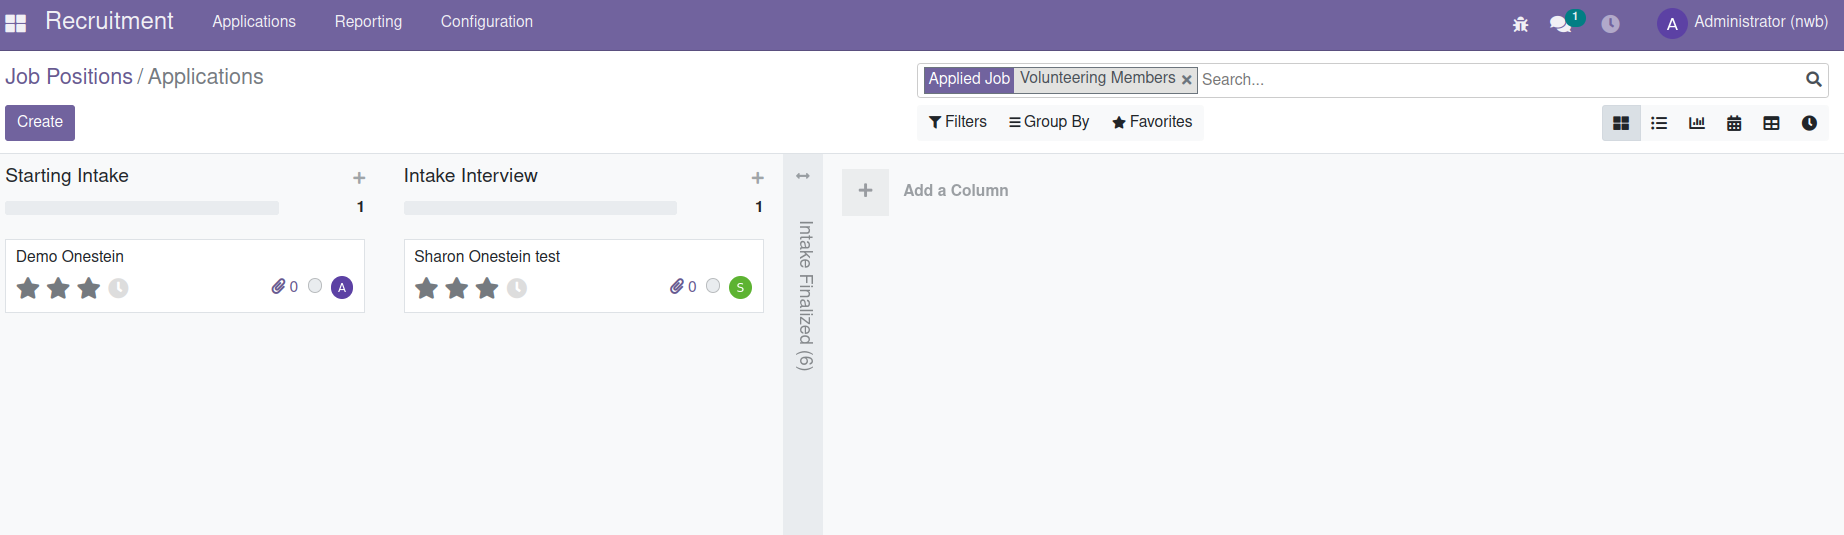 Recruitment Applications Reporting Configuration 1 A Administrator (nwb)
Job Positions / Applications
Applied Job Volunteering Members × Search...
Create
Filters Group By Favorites
Starting Intake +
1
Demo Onestein
0 A
Intake Interview +
1
Sharon Onestein test
0 S
Intake Finalized (6)
+ Add a Column